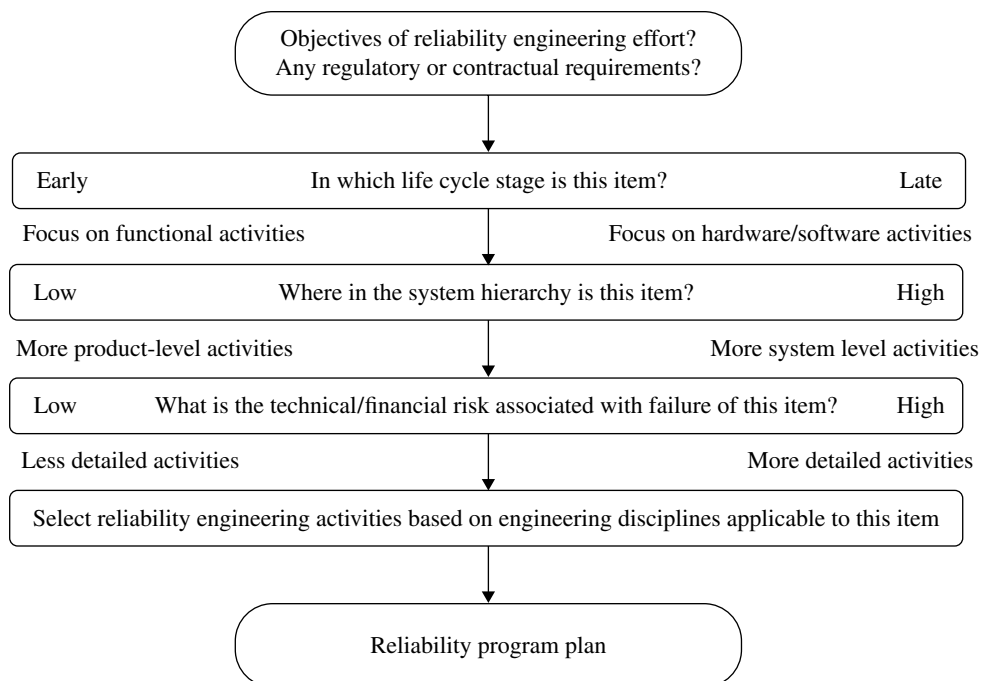 Objectives of reliability engineering effort?
Any regulatory or contractual requirements?
Early In which life cycle stage is this item? Late
Focus on functional activities Focus on hardware/software activities
Low Where in the system hierarchy is this item? High
More product-level activities More system level activities
Low What is the technical/financial risk associated with failure of this item? High
Less detailed activities More detailed activities
Select reliability engineering activities based on engineering disciplines applicable to this item
Reliability program plan